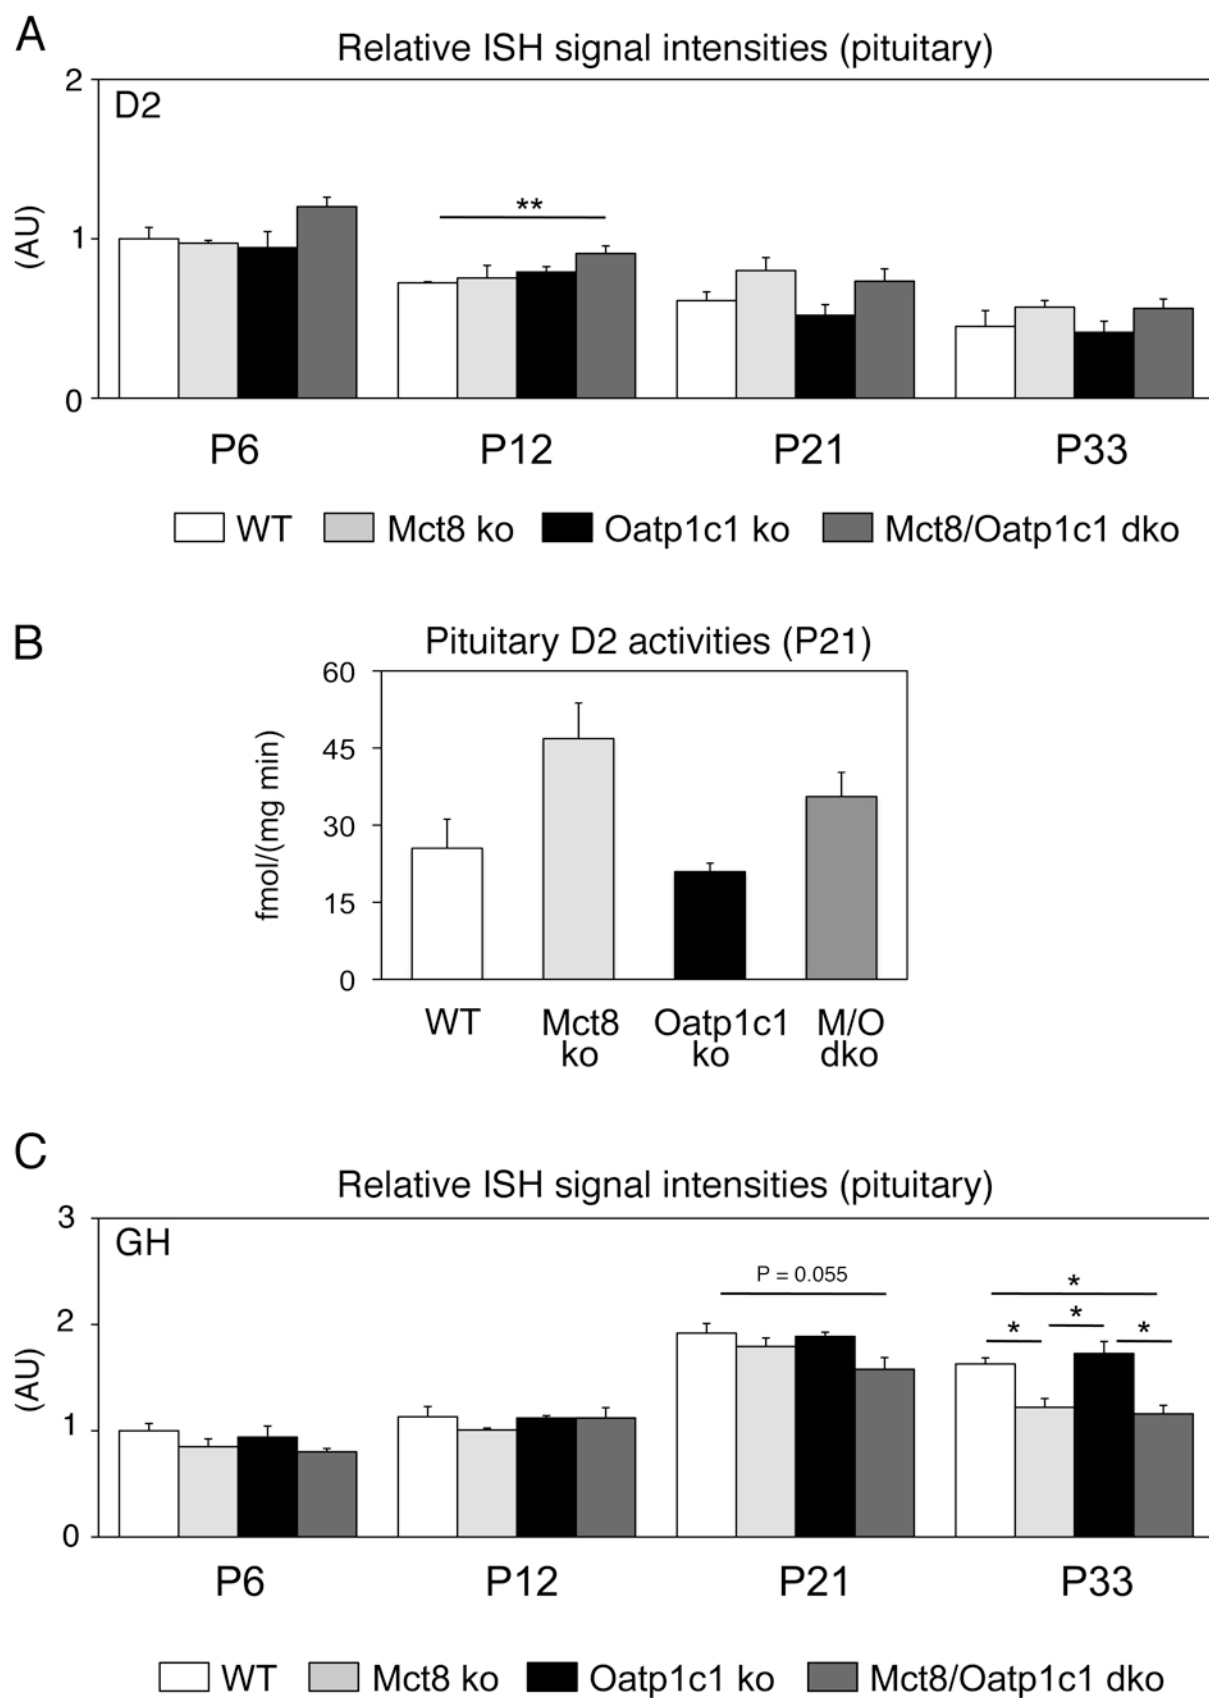 A
Relative ISH signal intensities (pituitary)
2
D2
**
(AU)
1
0
P6 P12 P21 P33
WT Mct8 ko Oatp1c1 ko Mct8/Oatp1c1 dko
B
Pituitary D2 activities (P21)
60
45
fmol/(mg min)
30
15
0
WT Mct8 Oatp1c1 M/O
ko ko dko
C
Relative ISH signal intensities (pituitary)
3
GH
P = 0.055
*
* * *
2
(AU)
1
0
P6 P12 P21 P33
WT Mct8 ko Oatp1c1 ko Mct8/Oatp1c1 dko